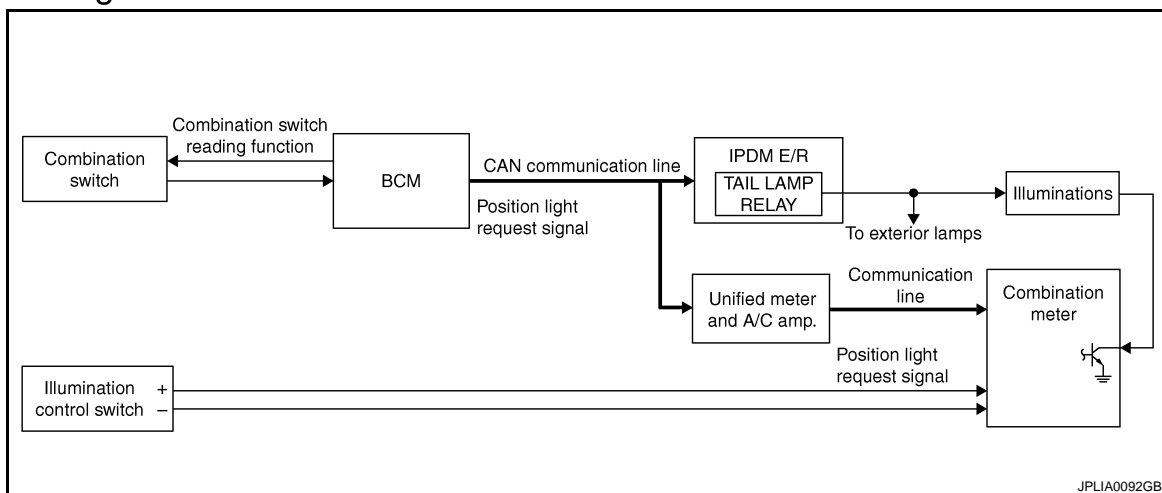 Combination switch
reading function
Combination
switch
BCM
CAN communication line
Position light
request signal
IPDM E/R
TAIL LAMP
RELAY
To exterior lamps
Illuminations
Unified meter
and A/C amp.
Communication
line
Combination
meter
Position light
request signal
Illumination
control switch
+
–
JPLIA0092GB